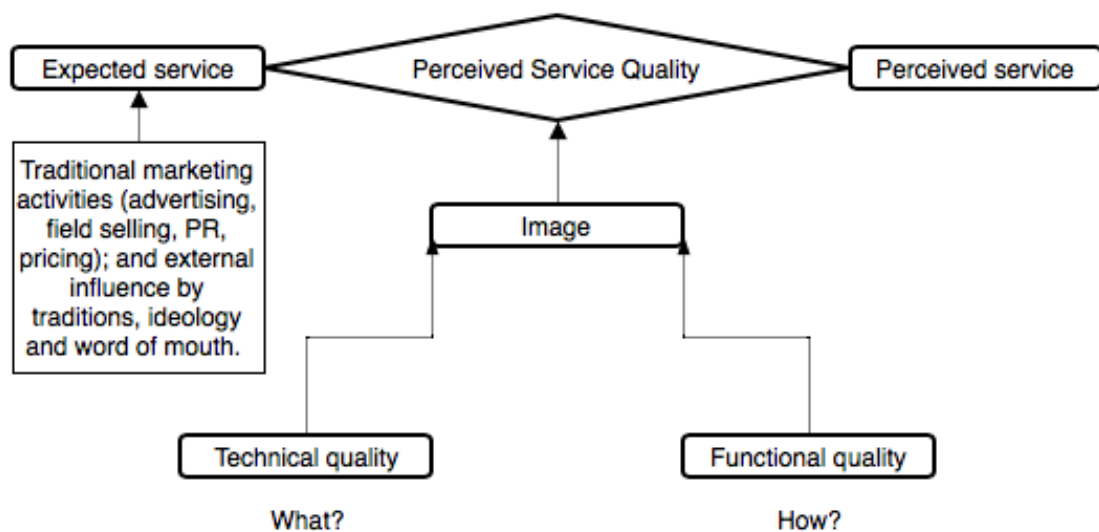 Expected service
Perceived Service Quality
Perceived service
Traditional marketing
activities (advertising,
field selling, PR,
pricing); and external
influence by
traditions, ideology
and word of mouth.
Image
Technical quality
Functional quality
What?
How?